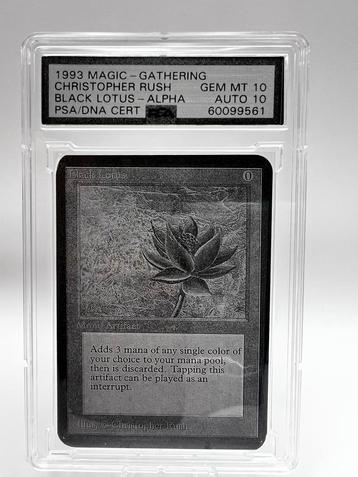 1993 MAGIC - GATHERING
CHRISTOPHER RUSH GEM MT 10
BLACK LOTUS - ALPHA AUTO 10
PSA/DNA CERT 60099561
Black Lotus 0
Mono Artifact
Adds 3 mana of any single color of
your choice to your mana pool,
then is discarded. Tapping this
artifact can be played as an
interrupt.
Illus. © Christopher Rush